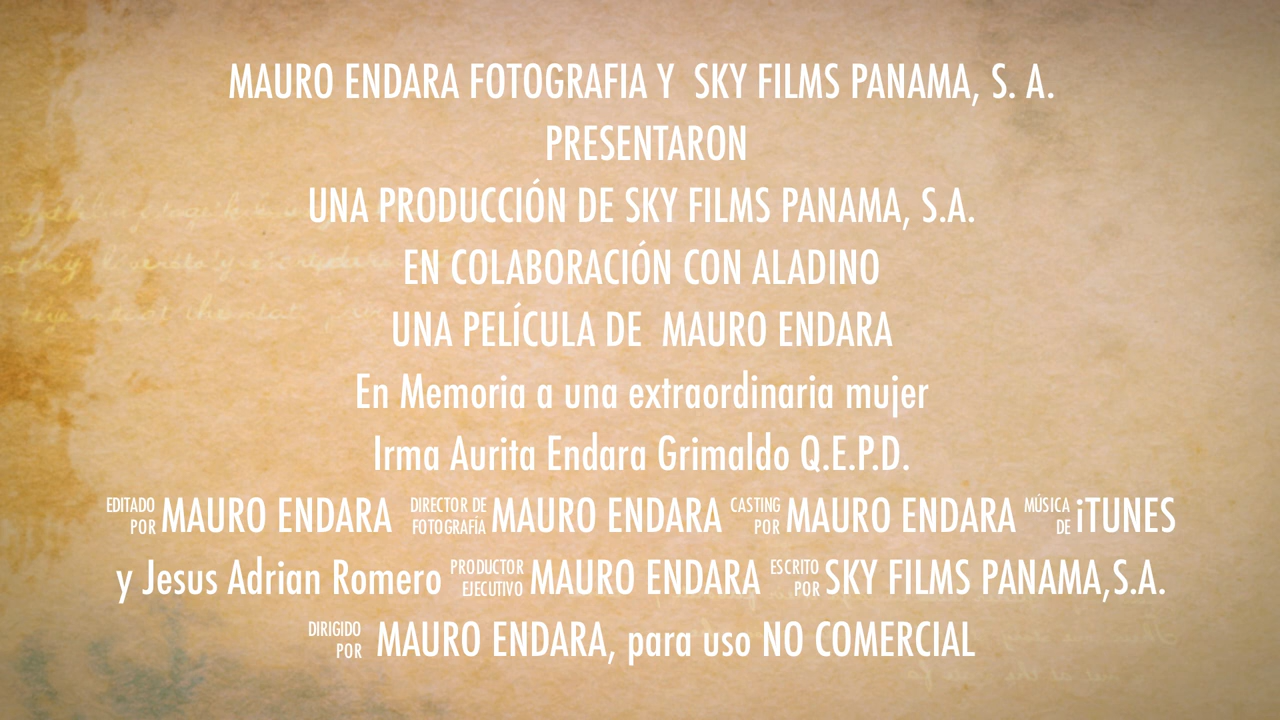 MAURO ENDARA FOTOGRAFIA Y SKY FILMS PANAMA, S. A.
PRESENTARON
UNA PRODUCCIÓN DE SKY FILMS PANAMA, S.A.
EN COLABORACIÓN CON ALADINO
UNA PELÍCULA DE MAURO ENDARA
En Memoria a una extraordinaria mujer
Irma Aurita Endara Grimaldo Q.E.P.D.
EDITADO POR MAURO ENDARA DIRECTOR DE FOTOGRAFÍA MAURO ENDARA CASTING POR MAURO ENDARA MÚSICA DE iTUNES
y Jesus Adrian Romero PRODUCTOR EJECUTIVO MAURO ENDARA ESCRITO POR SKY FILMS PANAMA,S.A.
DIRIGIDO POR MAURO ENDARA, para uso NO COMERCIAL